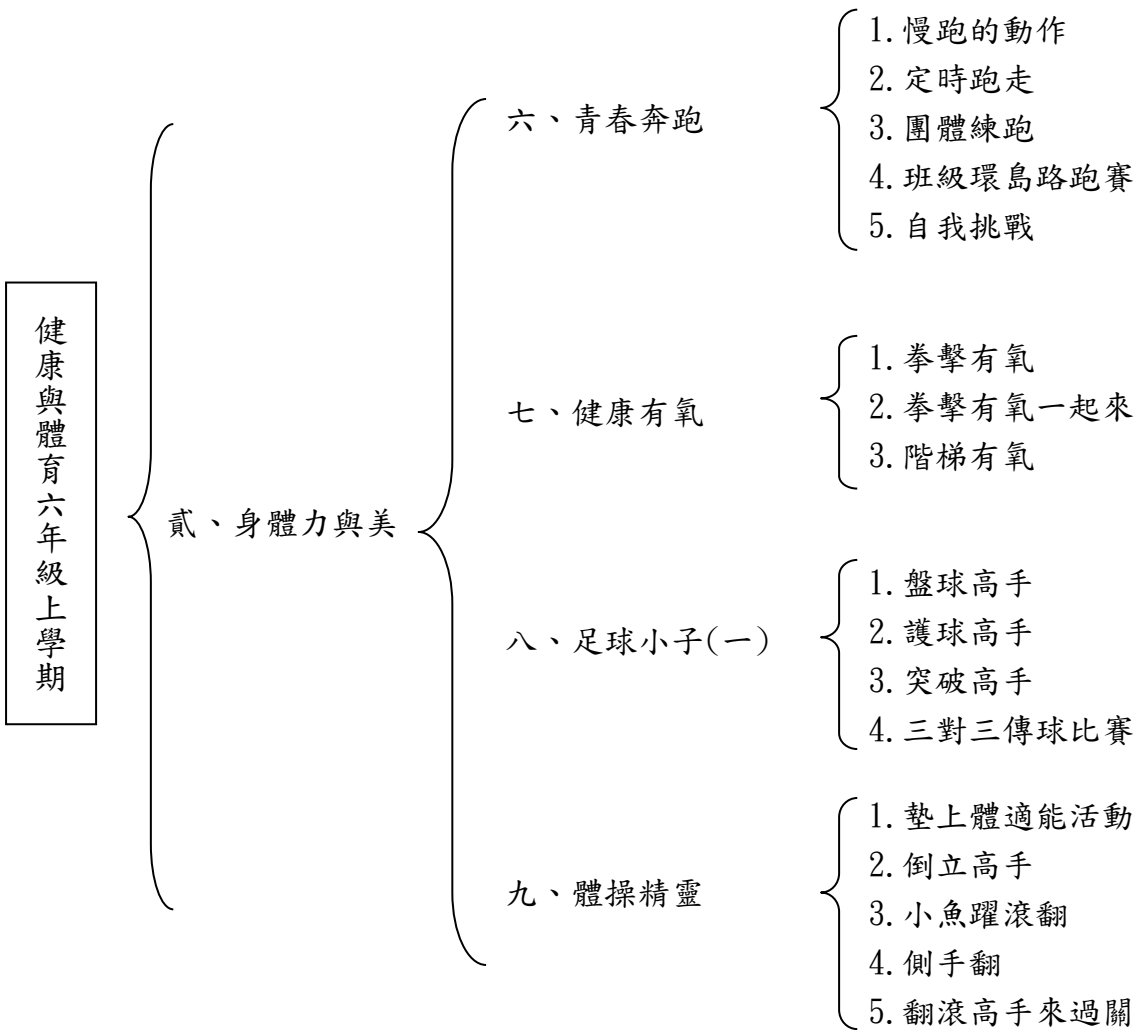 健康與體育六年級上學期
貳、身體力與美
六、青春奔跑
1.慢跑的動作
2.定時跑走
3.團體練跑
4.班級環島路跑賽
5.自我挑戰
七、健康有氧
1.拳擊有氧
2.拳擊有氧一起來
3.階梯有氧
八、足球小子(一)
1.盤球高手
2.護球高手
3.突破高手
4.三對三傳球比賽
九、體操精靈
1.墊上體適能活動
2.倒立高手
3.小魚躍滾翻
4.側手翻
5.翻滾高手來過關